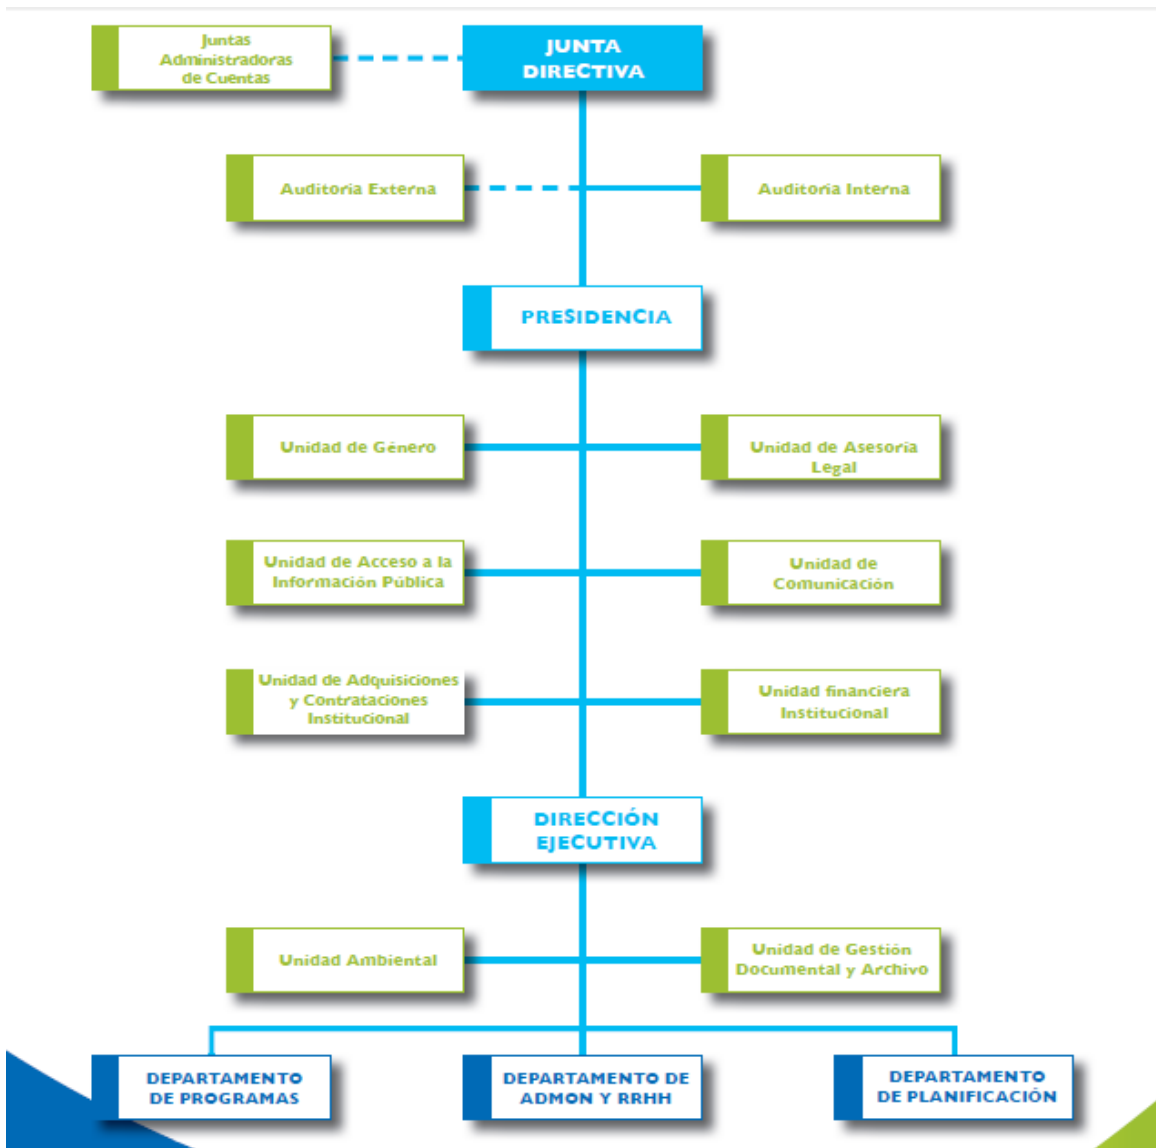 Juntas
Administradoras
de Cuentas
JUNTA
DIRECTIVA
Auditoria Externa
Auditoria Interna
PRESIDENCIA
Unidad de Género
Unidad de Asesoría
Legal
Unidad de Acceso a la
Información Pública
Unidad de
Comunicación
Unidad de Adquisiciones
y Contrataciones
Institucional
Unidad financiera
Institucional
DIRECCIÓN
EJECUTIVA
Unidad Ambiental
Unidad de Gestión
Documental y Archivo
DEPARTAMENTO
DE PROGRAMAS
DEPARTAMENTO DE
ADMON Y RRHH
DEPARTAMENTO
DE PLANIFICACIÓN